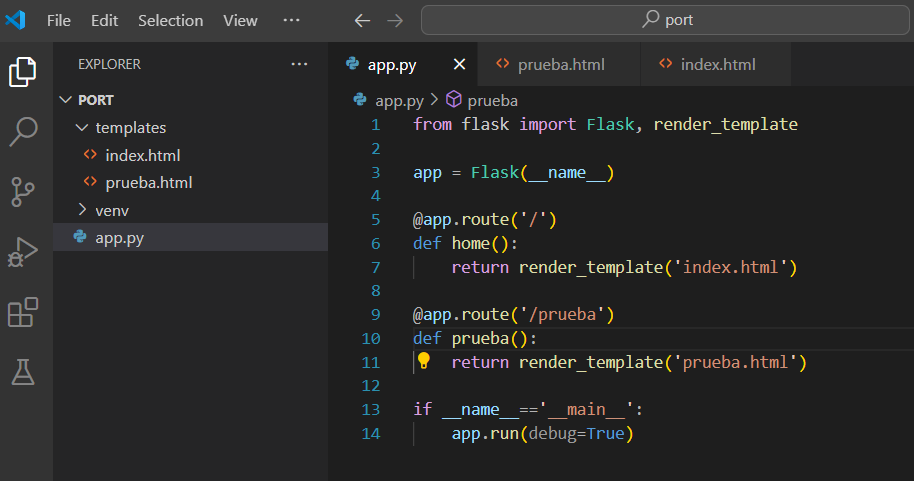 File Edit Selection View ···
port
EXPLORER ···
PORT
templates
index.html
prueba.html
venv
app.py
app.py × prueba.html index.html
app.py > prueba
1 from flask import Flask, render_template
2
3 app = Flask(__name__)
4
5 @app.route('/')
6 def home():
7     return render_template('index.html')
8
9 @app.route('/prueba')
10 def prueba():
11     return render_template('prueba.html')
12
13 if __name__=='__main__':
14     app.run(debug=True)